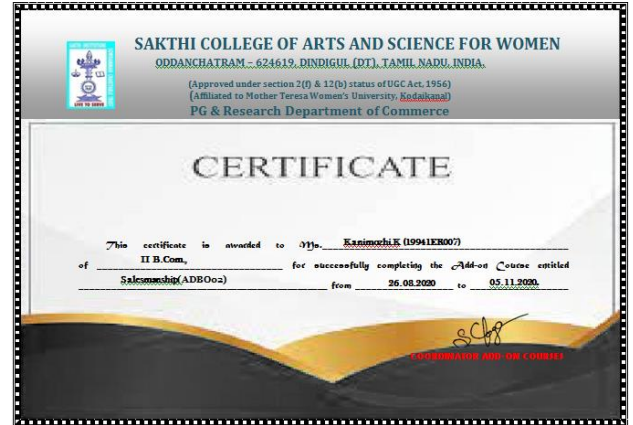 SAKTHI COLLEGE OF ARTS AND SCIENCE FOR WOMEN
ODDANCHATRAM – 624619, DINDIGUL (DT), TAMIL NADU, INDIA.
(Approved under section 2(f) & 12(b) status of UGC Act, 1956)
(Affiliated to Mother Teresa Women's University, Kodaikanal)
PG & Research Department of Commerce
LIVE TO SERVE
CERTIFICATE
This certificate is awarded to Ms. Kanimozhi K (19941ER007)
of II B.Com., for successfully completing the Add-on Course entitled
Salesmanship(ADBO02) from 26.08.2020 to 05.11.2020.
COORDINATOR ADD-ON COURSES